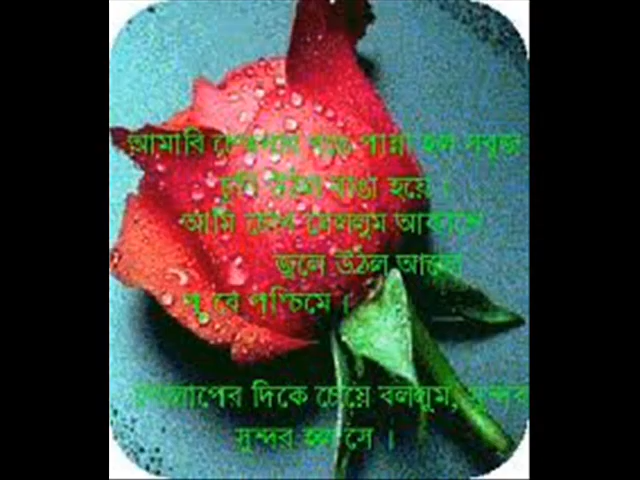 আমারি চেতনার রঙে পান্না হল সবুজ
চুনি উঠল রাঙা হয়ে ।
আমি চোখ মেললুম আকাশে
জ্বলে উঠল আলো
পুবে পশ্চিমে ।
গোলাপের দিকে চেয়ে বললুম, সুন্দর
সুন্দর হল সে ।